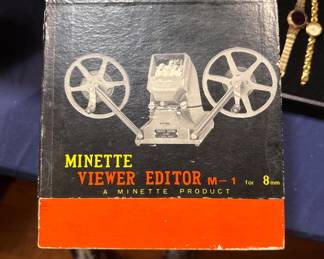 MINETTE
VIEWER EDITOR M-1 for 8mm
A MINETTE PRODUCT